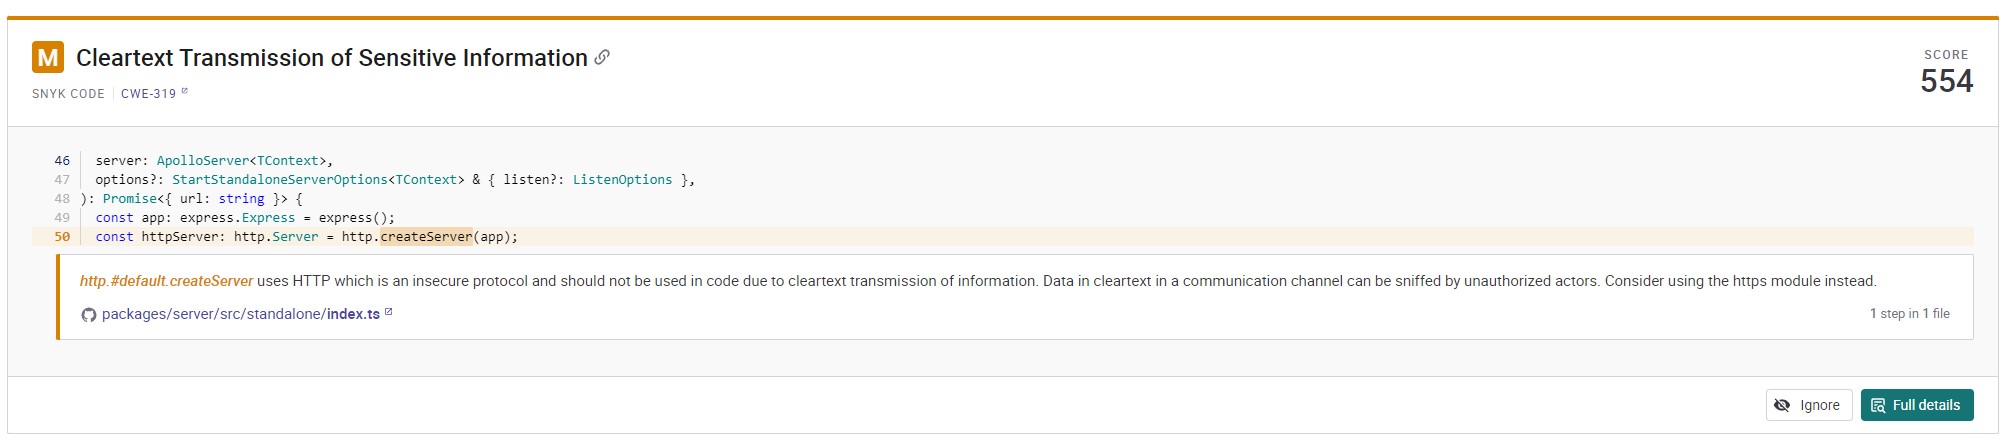 M Cleartext Transmission of Sensitive Information
SCORE
554
SNYK CODE | CWE-319
46 server: ApolloServer<TContext>,
47 options?: StartStandaloneServerOptions<TContext> & { listen?: ListenOptions },
48 ): Promise<{ url: string }> {
49 const app: express.Express = express();
50 const httpServer: http.Server = http.createServer(app);
http.#default.createServer uses HTTP which is an insecure protocol and should not be used in code due to cleartext transmission of information. Data in cleartext in a communication channel can be sniffed by unauthorized actors. Consider using the https module instead.
packages/server/src/standalone/index.ts
1 step in 1 file
Ignore
Full details